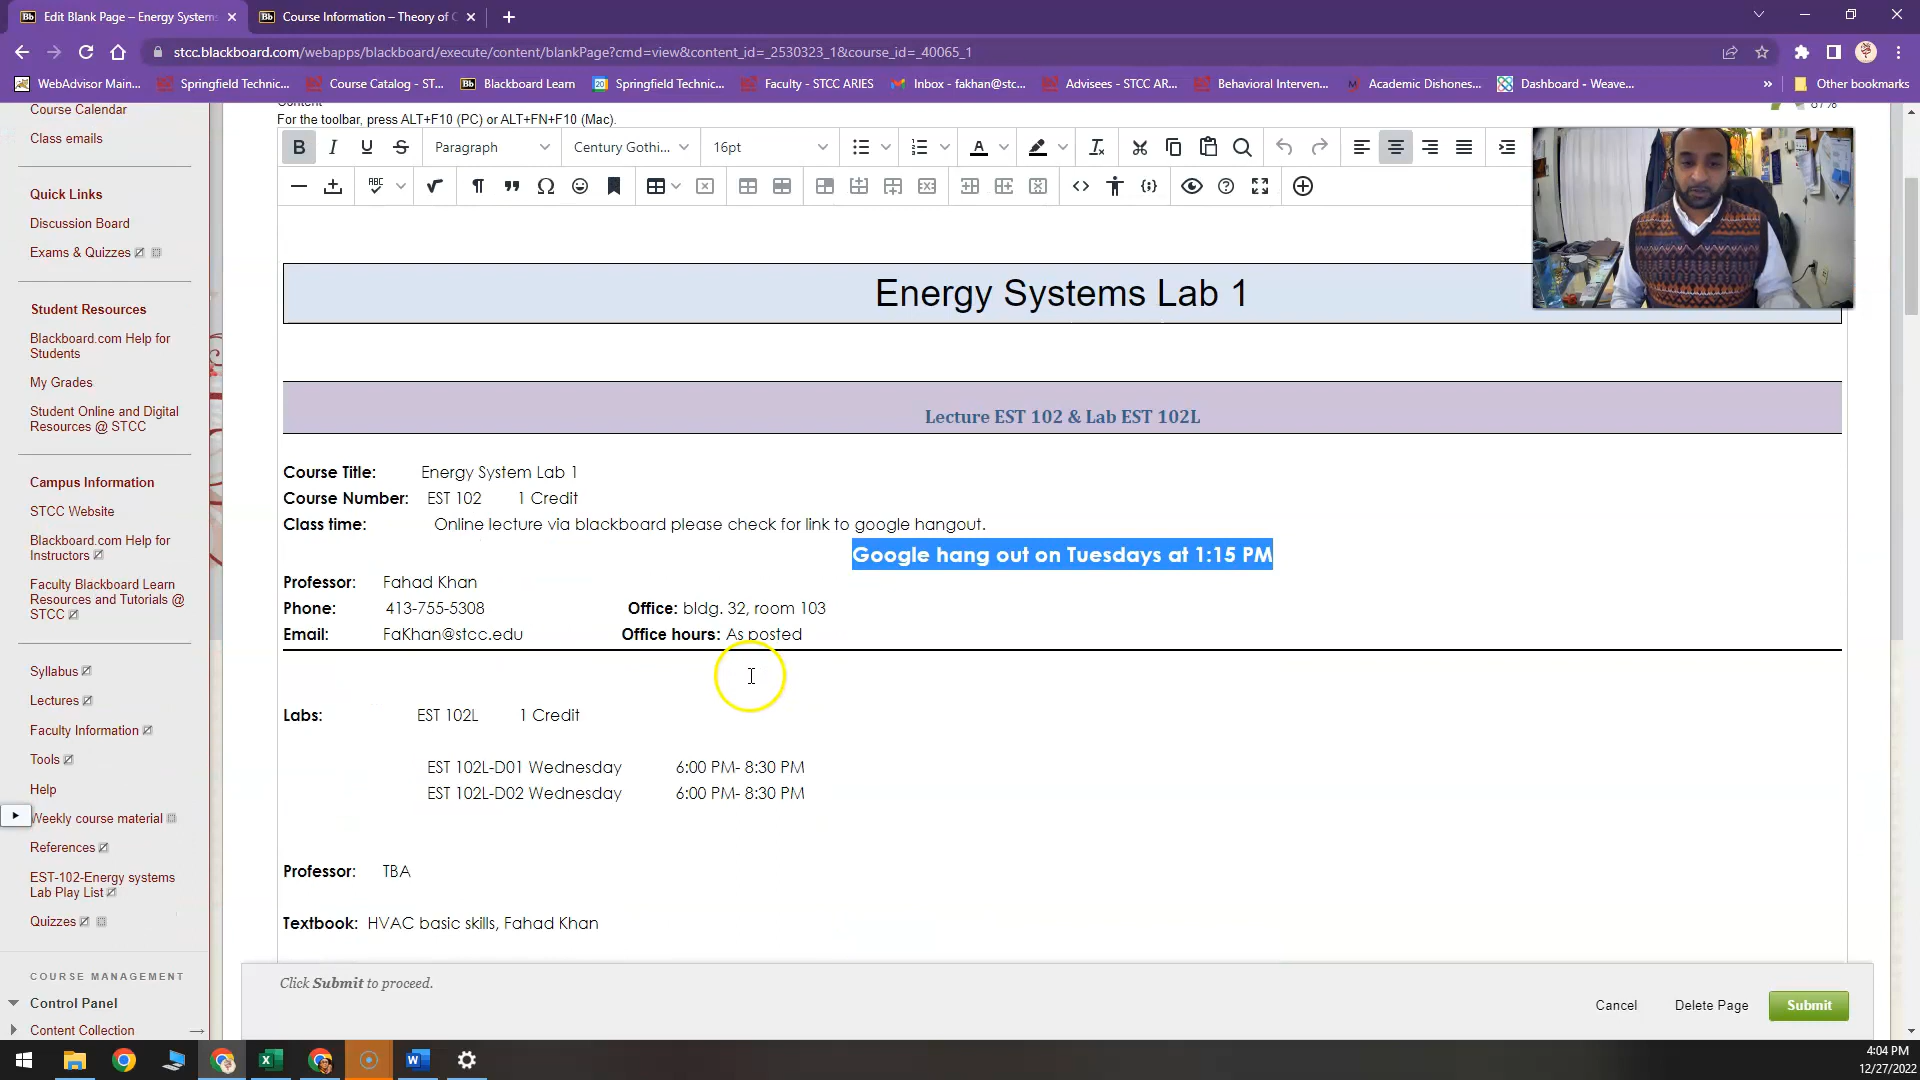 Edit Blank Page – Energy Systems
Course Information – Theory of C
stcc.blackboard.com/webapps/blackboard/execute/content/blankPage?cmd=view&content_id=_2530323_1&course_id=_40065_1
WebAdvisor Main...
Springfield Technic...
Course Catalog - ST...
Blackboard Learn
Springfield Technic...
Faculty - STCC ARIES
Inbox - fakhan@stc...
Advisees - STCC AR...
Behavioral Interven...
Academic Dishones...
Dashboard - Weave...
»
Other bookmarks
Course Calendar
Class emails
Quick Links
Discussion Board
Exams & Quizzes
Student Resources
Blackboard.com Help for
Students
My Grades
Student Online and Digital
Resources @ STCC
Campus Information
STCC Website
Blackboard.com Help for
Instructors
Faculty Blackboard Learn
Resources and Tutorials @
STCC
Syllabus
Lectures
Faculty Information
Tools
Help
Weekly course material
References
EST-102-Energy systems
Lab Play List
Quizzes
COURSE MANAGEMENT
Control Panel
Content Collection
Content
For the toolbar, press ALT+F10 (PC) or ALT+FN+F10 (Mac).
87%
Paragraph
Century Gothi...
16pt
Energy Systems Lab 1
Lecture EST 102 & Lab EST 102L
Course Title: Energy System Lab 1
Course Number: EST 102 1 Credit
Class time: Online lecture via blackboard please check for link to google hangout.
Google hang out on Tuesdays at 1:15 PM
Professor: Fahad Khan
Phone: 413-755-5308 Office: bldg. 32, room 103
Email: FaKhan@stcc.edu Office hours: As posted
Labs: EST 102L 1 Credit
EST 102L-D01 Wednesday 6:00 PM- 8:30 PM
EST 102L-D02 Wednesday 6:00 PM- 8:30 PM
Professor: TBA
Textbook: HVAC basic skills, Fahad Khan
Click Submit to proceed.
Cancel
Delete Page
Submit
4:04 PM
12/27/2022